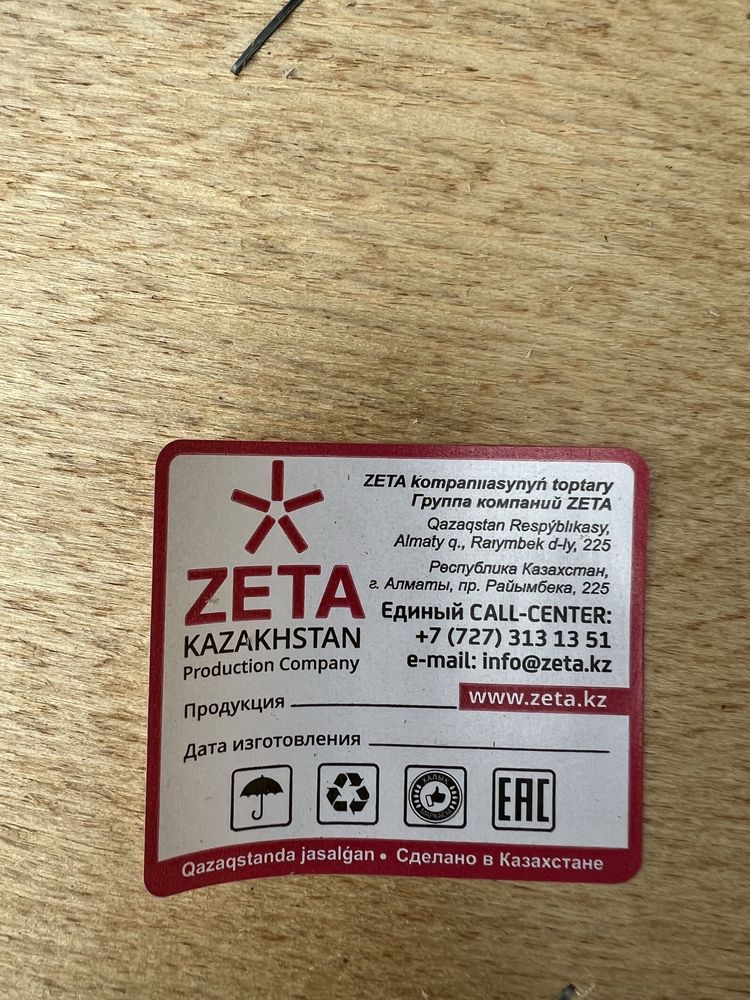 ZETA
KAZAKHSTAN
Production Company
ZETA kompanııasynyń toptary
Группа компаний ZETA
Qazaqstan Respýblıkasy,
Almaty q., Raıymbek d-ly, 225
Республика Казахстан,
г. Алматы, пр. Райымбека, 225
Единый CALL-CENTER:
+7 (727) 313 13 51
e-mail: info@zeta.kz
www.zeta.kz
Продукция
Дата изготовления
ХАЛЫҚ
МАРКАСЫ
EAC
Qazaqstanda jasalǵan • Сделано в Казахстане